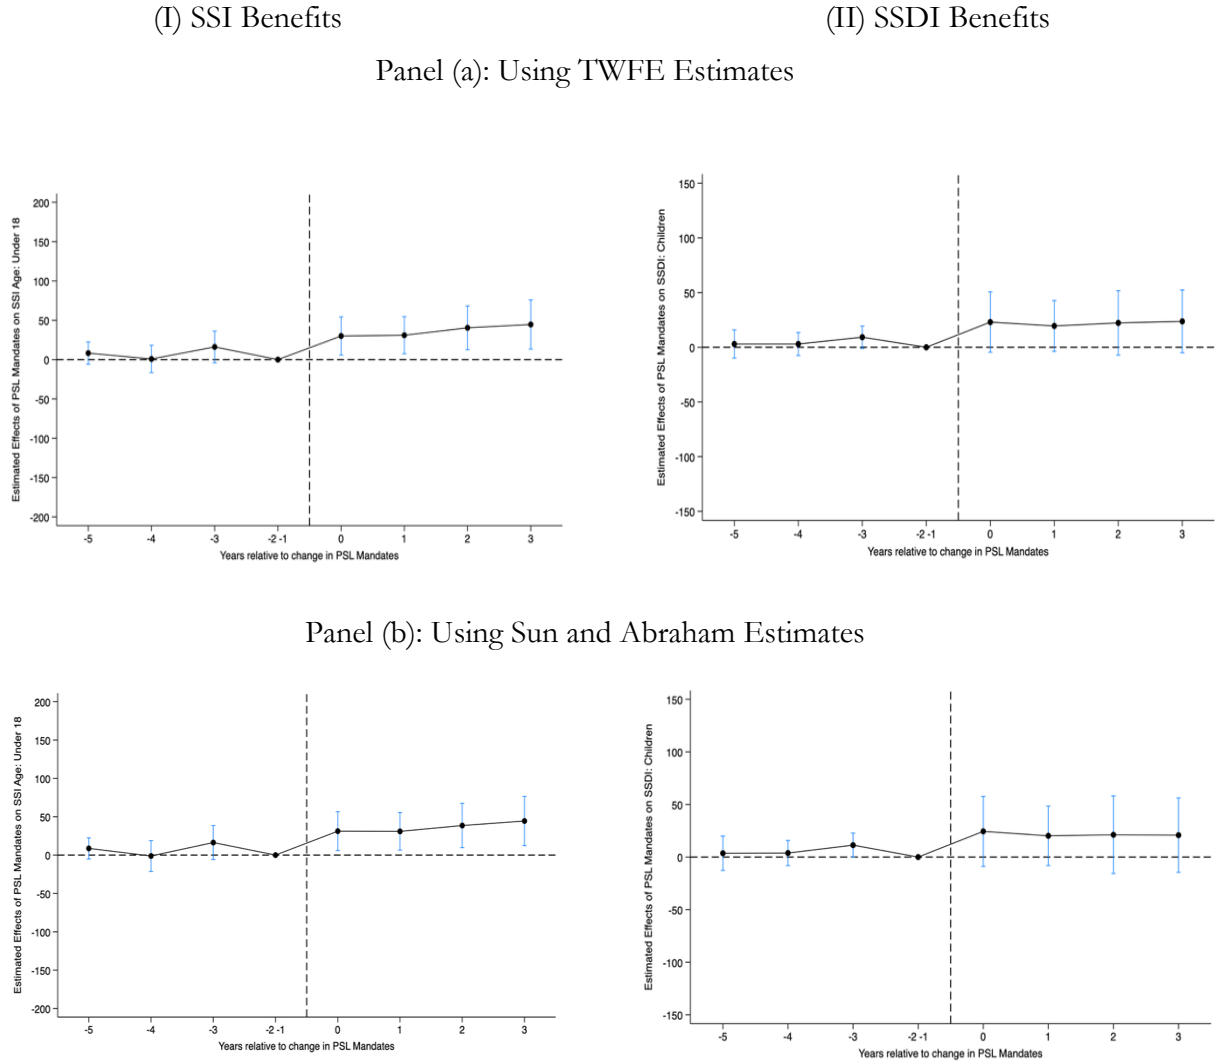 (I) SSI Benefits
(II) SSDI Benefits
Panel (a): Using TWFE Estimates
Estimated Effects of PSL Mandates on SSI Age: Under 18
200
150
100
50
0
-50
-100
-150
-200
-5 -4 -3 -2 -1 0 1 2 3
Years relative to change in PSL Mandates
Estimated Effects of PSL Mandates on SSDI: Children
150
100
50
0
-50
-100
-150
-5 -4 -3 -2 -1 0 1 2 3
Years relative to change in PSL Mandates
Panel (b): Using Sun and Abraham Estimates
Estimated Effects of PSL Mandates on SSI Age: Under 18
200
150
100
50
0
-50
-100
-150
-200
-5 -4 -3 -2 -1 0 1 2 3
Years relative to change in PSL Mandates
Estimated Effects of PSL Mandates on SSDI: Children
150
100
50
0
-50
-100
-150
-5 -4 -3 -2 -1 0 1 2 3
Years relative to change in PSL Mandates